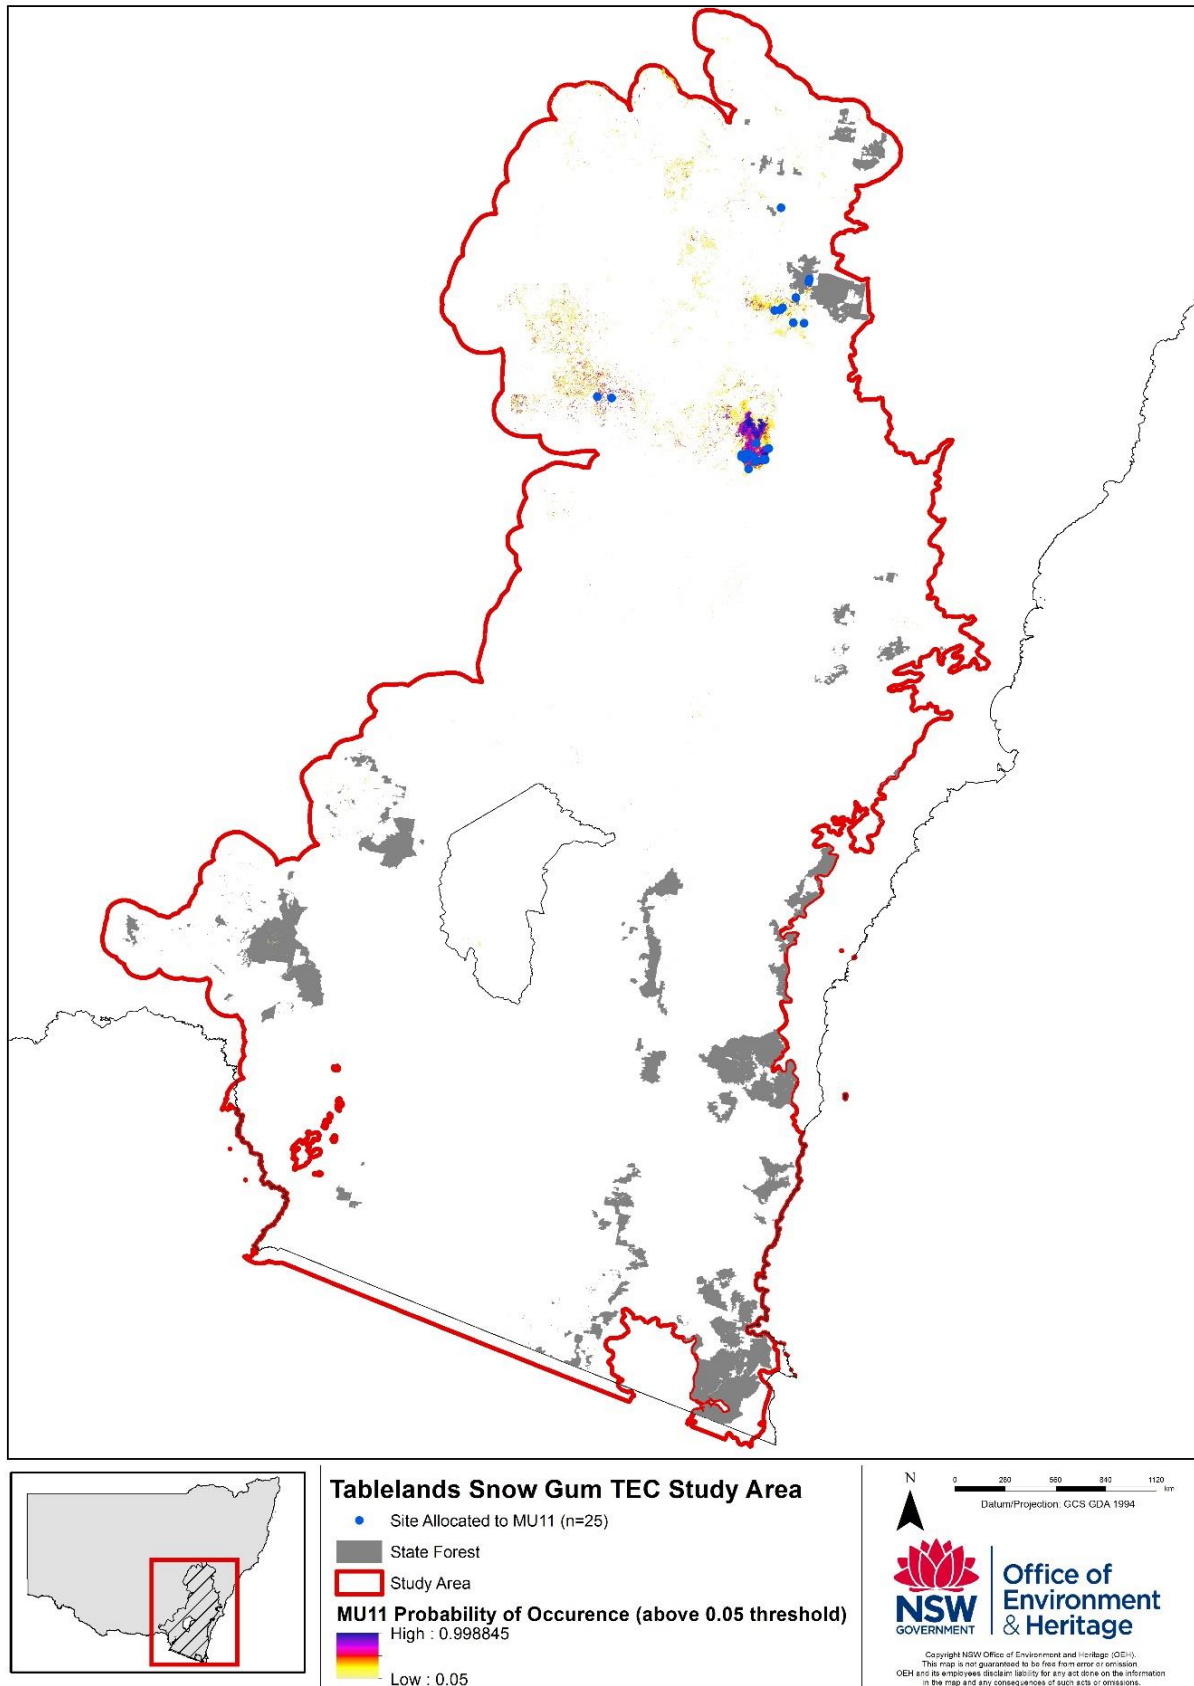 Tablelands Snow Gum TEC Study Area
Site Allocated to MU11 (n=25)
State Forest
Study Area
MU11 Probability of Occurence (above 0.05 threshold)
High : 0.998845
Low : 0.05
N
0 280 560 840 1120
km
Datum/Projection: GCS GDA 1994
NSW
GOVERNMENT
Office of
Environment
& Heritage
Copyright NSW Office of Environment and Heritage (OEH).
This map is not guaranteed to be free from error or omission.
OEH and its employees disclaim liability for any act done on the information
in the map and any consequences of such acts or omissions.